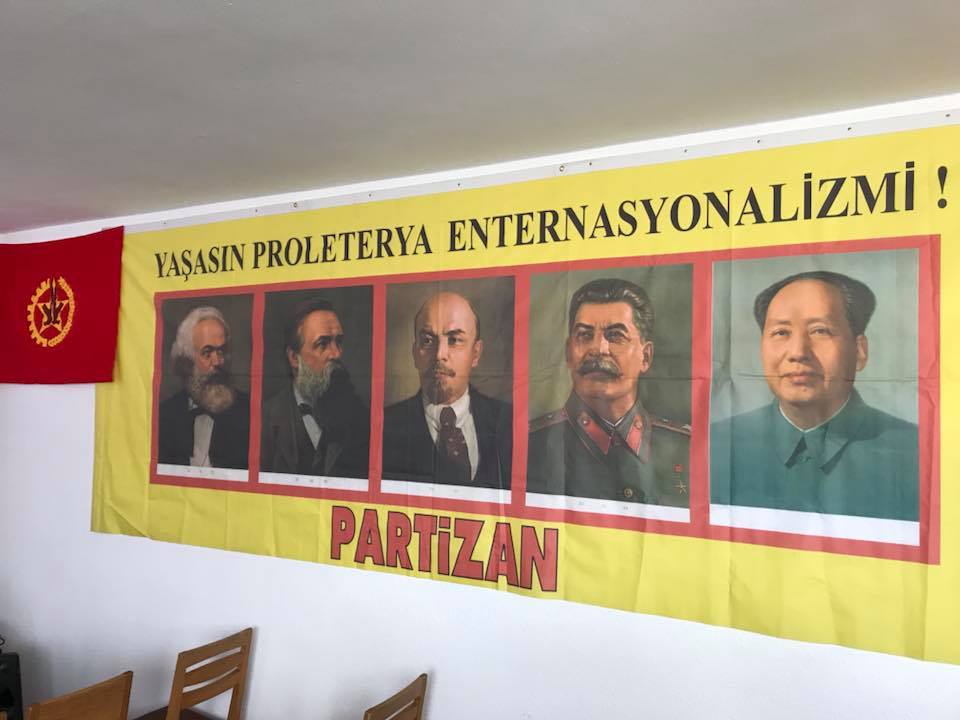 YAŞASIN PROLETERYA ENTERNASYONALİZMİ !
PARTİZAN